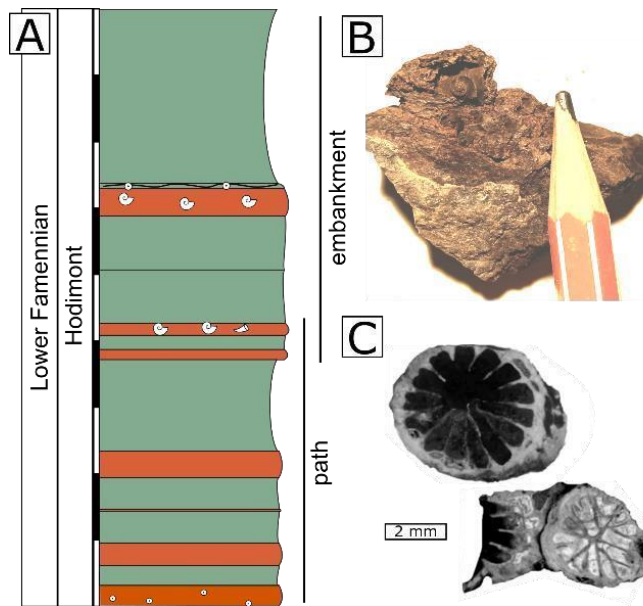 A
Lower Famennian
Hodimont
embankment
path
B
C
2 mm